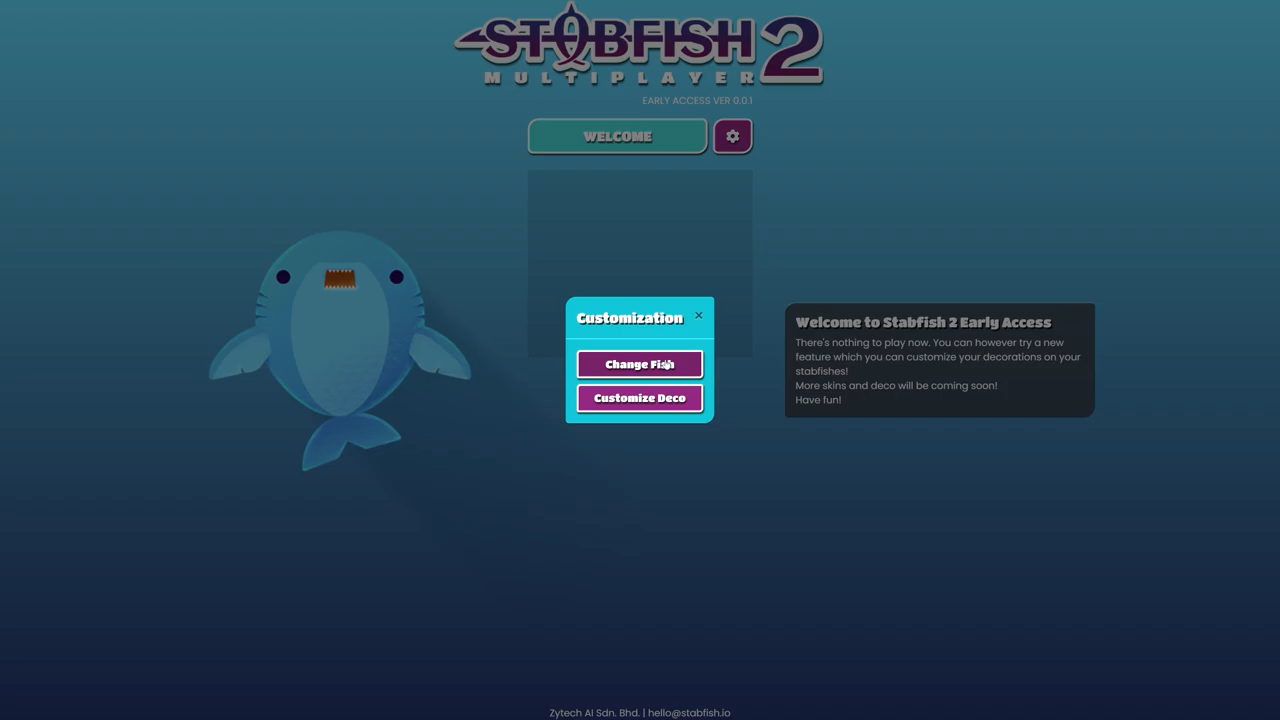 STABFISH 2
MULTIPLAYER
EARLY ACCESS VER 0.0.1
WELCOME
Customization ×
Change Fish
Customize Deco
Welcome to Stabfish 2 Early Access
There's nothing to play now. You can however try a new
feature which you can customize your decorations on your
stabfishes!
More skins and deco will be coming soon!
Have fun!
Zytech AI Sdn. Bhd. | hello@stabfish.io